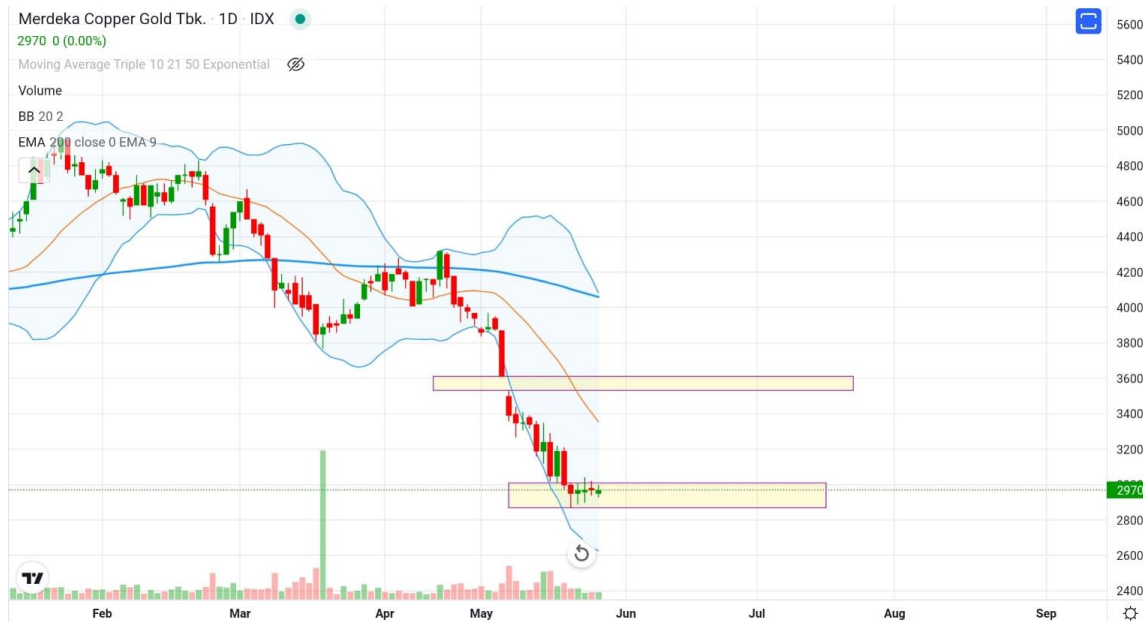 Merdeka Copper Gold Tbk. · 1D · IDX
2970 0 (0.00%)
Moving Average Triple 10 21 50 Exponential
Volume
BB 20 2
EMA 200 close 0 EMA 9
5600
5400
5200
5000
4800
4600
4400
4200
4000
3800
3600
3400
3200
2970
2800
2600
2400
Feb Mar Apr May Jun Jul Aug Sep